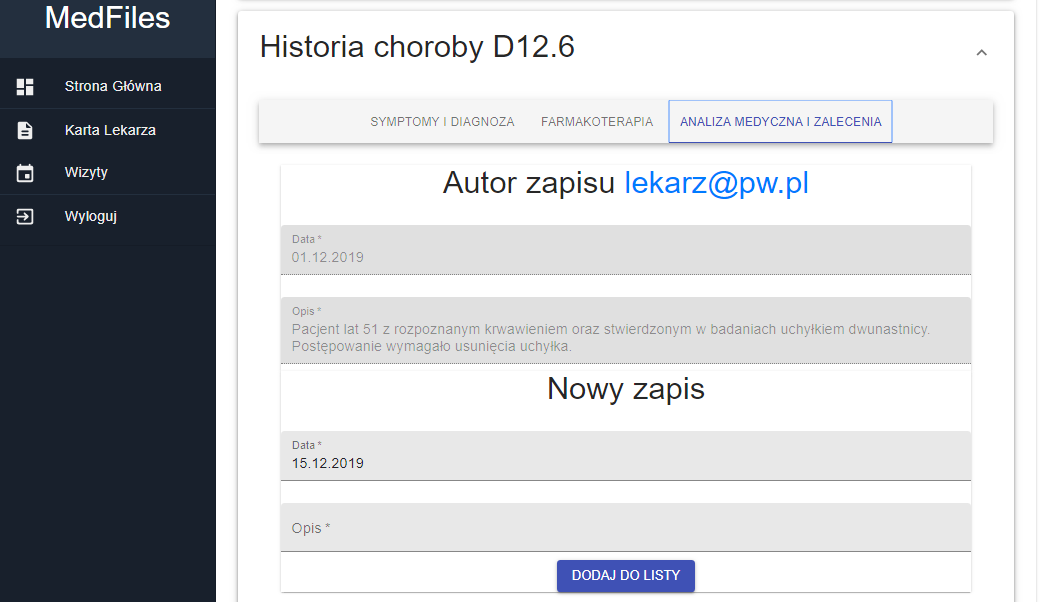 MedFiles
Strona Główna
Karta Lekarza
Wizyty
Wyloguj
Historia choroby D12.6
SYMPTOMY I DIAGNOZA
FARMAKOTERAPIA
ANALIZA MEDYCZNA I ZALECENIA
Autor zapisu lekarz@pw.pl
Data *
01.12.2019
Opis *
Pacjent lat 51 z rozpoznanym krwawieniem oraz stwierdzonym w badaniach uchyłkiem dwunastnicy.
Postępowanie wymagało usunięcia uchyłka.
Nowy zapis
Data *
15.12.2019
Opis *
DODAJ DO LISTY